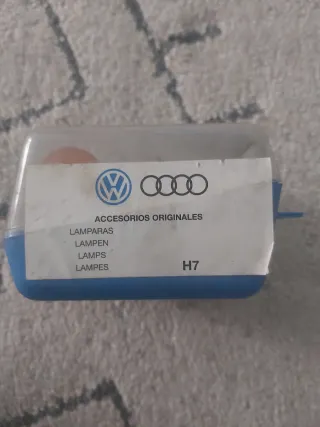 ACCESORIOS ORIGINALES
LAMPARAS
LAMPEN
LAMPS
LAMPES
H7